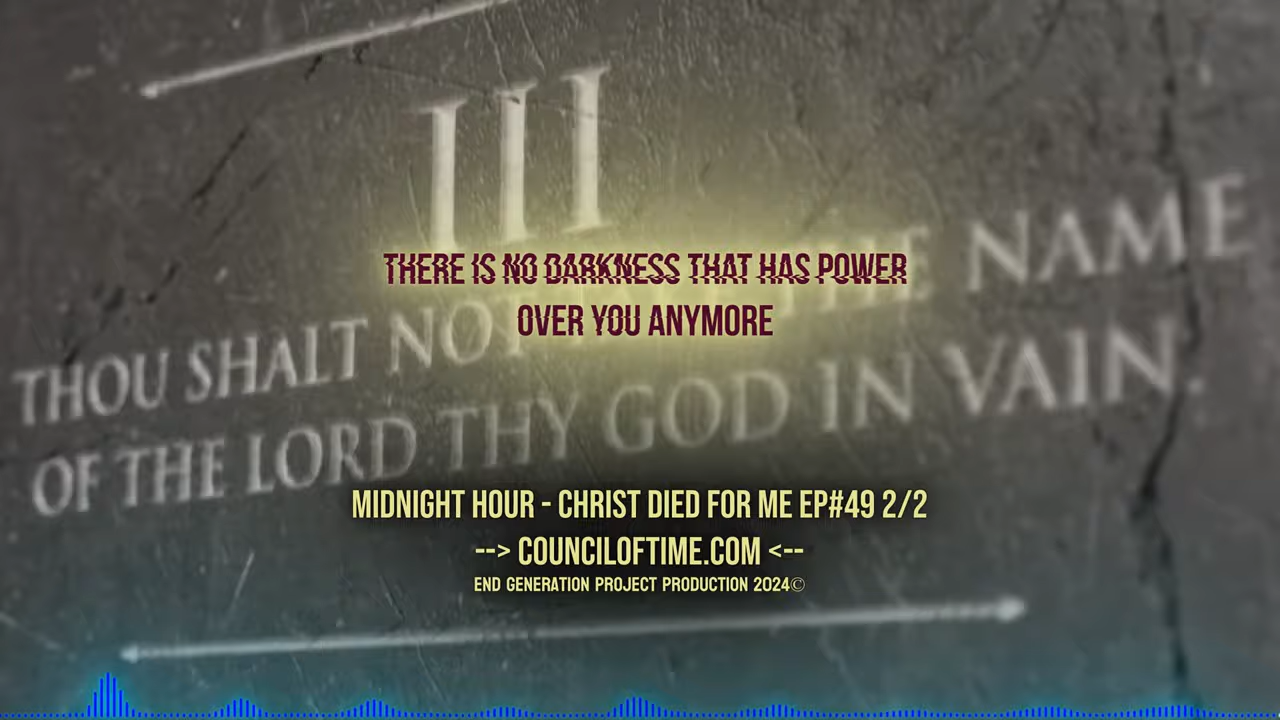 III
THERE IS NO DARKNESS THAT HAS POWER
OVER YOU ANYMORE
THOU SHALT NOT THE NAME
OF THE LORD THY GOD IN VAIN.
MIDNIGHT HOUR - CHRIST DIED FOR ME EP#49 2/2
--> COUNCILOFTIME.COM <--
END GENERATION PROJECT PRODUCTION 2024©